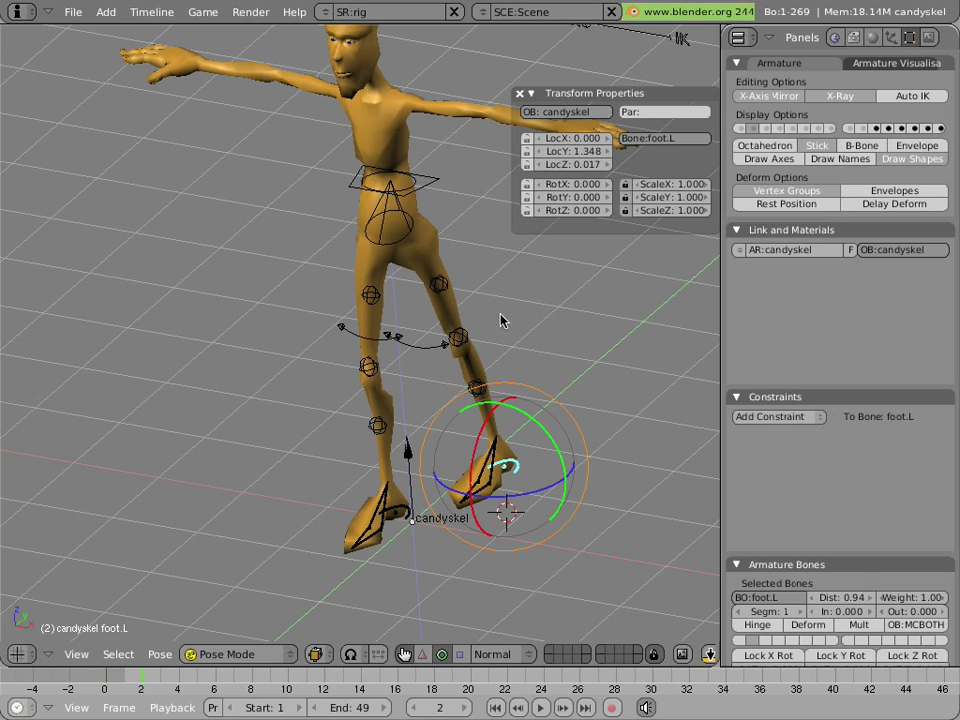 File Add Timeline Game Render Help SR:rig SCE:Scene www.blender.org 244 Bo:1-269 | Mem:18.14M candyskel
Panels
Transform Properties
OB: candyskel Par:
LocX: 0.000 Bone:foot.L
LocY: 1.348
LocZ: 0.017
RotX: 0.000 ScaleX: 1.000
RotY: 0.000 ScaleY: 1.000
RotZ: 0.000 ScaleZ: 1.000
Armature Armature Visualisa
Editing Options
X-Axis Mirror X-Ray Auto IK
Display Options
Octahedron Stick B-Bone Envelope
Draw Axes Draw Names Draw Shapes
Deform Options
Vertex Groups Envelopes
Rest Position Delay Deform
Link and Materials
AR:candyskel F OB:candyskel
Constraints
Add Constraint To Bone: foot.L
Armature Bones
Selected Bones
BO:foot.L Dist: 0.94 Weight: 1.00
Segm: 1 In: 0.000 Out: 0.000
Hinge Deform Mult OB:MCBOTH
Lock X Rot Lock Y Rot Lock Z Rot
candyskel
z
y
x
(2) candyskel foot.L
View Select Pose Pose Mode Normal
-4 -2 0 2 4 6 8 10 12 14 16 18 20 22 24 26 28 30 32 34 36 38 40 42 44 46
View Frame Playback Pr Start: 1 End: 49 2